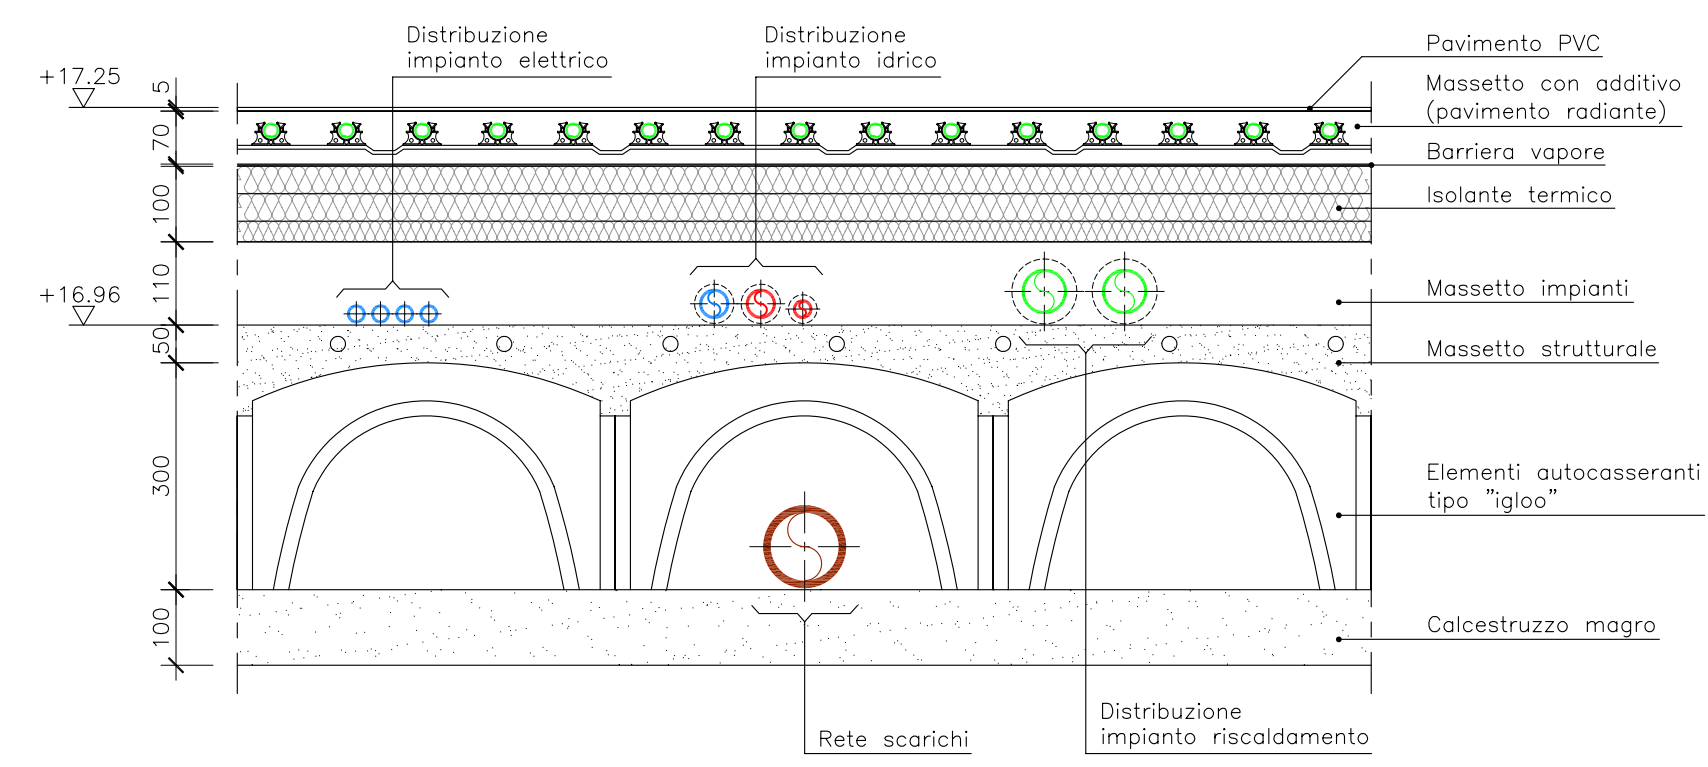 Distribuzione
impianto elettrico
Distribuzione
impianto idrico
Pavimento PVC
Massetto con additivo
(pavimento radiante)
Barriera vapore
Isolante termico
Massetto impianti
Massetto strutturale
Elementi autocasseranti
tipo "igloo"
Calcestruzzo magro
Distribuzione
impianto riscaldamento
Rete scarichi
+17.25
+16.96
5
70
100
110
50
300
100